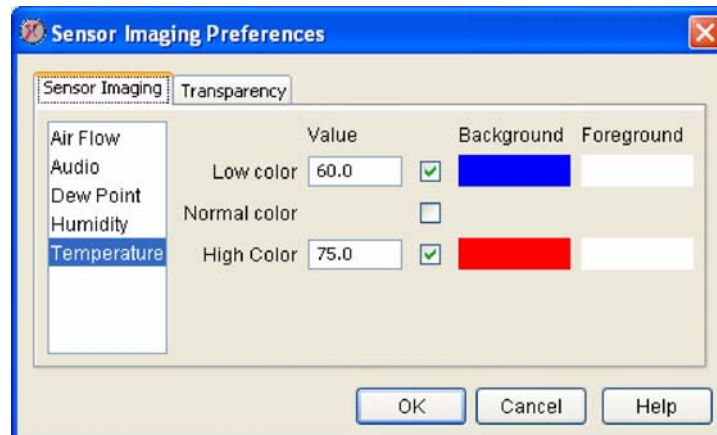 Sensor Imaging Preferences
Sensor Imaging Transparency
Value Background Foreground
Air Flow
Audio
Dew Point
Humidity
Temperature
Low color 60.0
Normal color
High Color 75.0
OK Cancel Help